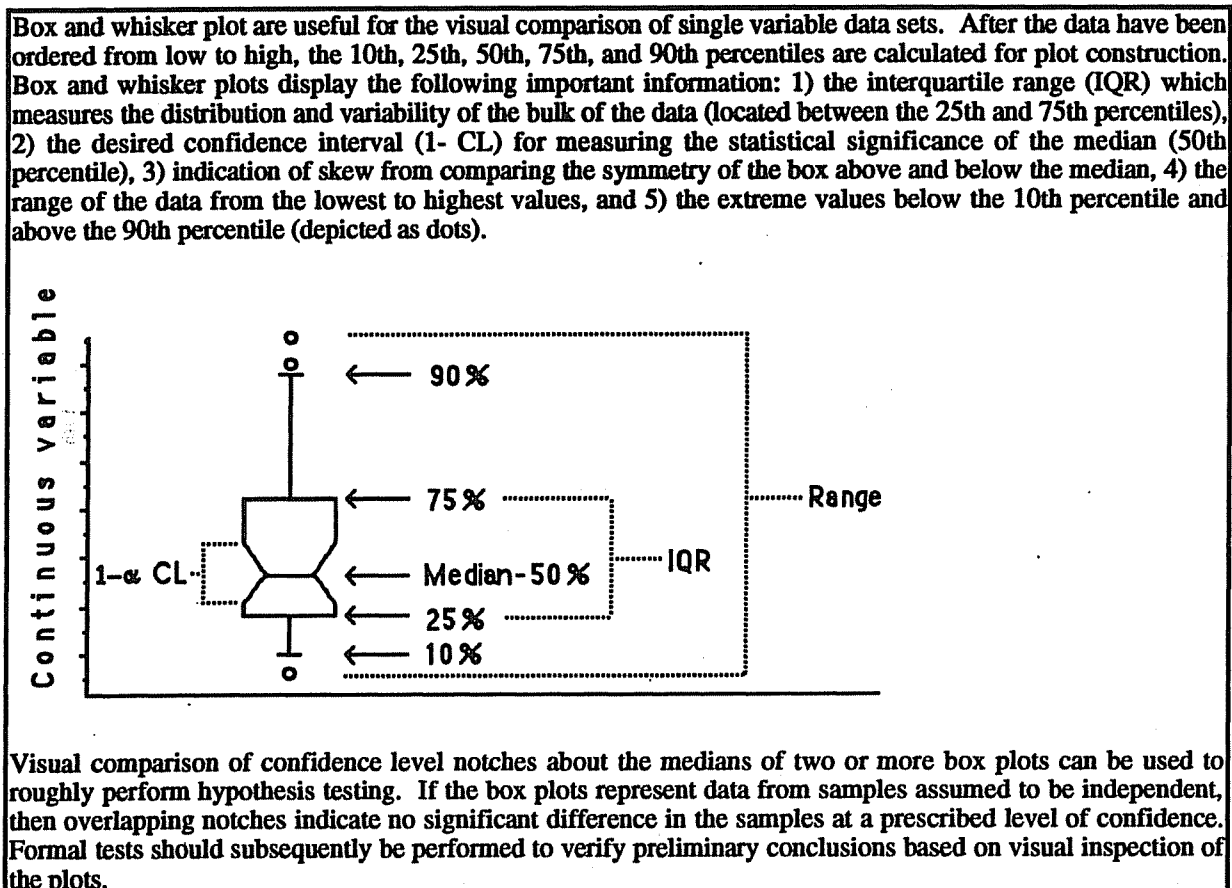 Box and whisker plot are useful for the visual comparison of single variable data sets. After the data have been
ordered from low to high, the 10th, 25th, 50th, 75th, and 90th percentiles are calculated for plot construction.
Box and whisker plots display the following important information: 1) the interquartile range (IQR) which
measures the distribution and variability of the bulk of the data (located between the 25th and 75th percentiles),
2) the desired confidence interval (1- CL) for measuring the statistical significance of the median (50th
percentile), 3) indication of skew from comparing the symmetry of the box above and below the median, 4) the
range of the data from the lowest to highest values, and 5) the extreme values below the 10th percentile and
above the 90th percentile (depicted as dots).
Continuous variable
90%
75%
Range
1-α CL
Median-50%
IQR
25%
10%
Visual comparison of confidence level notches about the medians of two or more box plots can be used to
roughly perform hypothesis testing. If the box plots represent data from samples assumed to be independent,
then overlapping notches indicate no significant difference in the samples at a prescribed level of confidence.
Formal tests should subsequently be performed to verify preliminary conclusions based on visual inspection of
the plots.